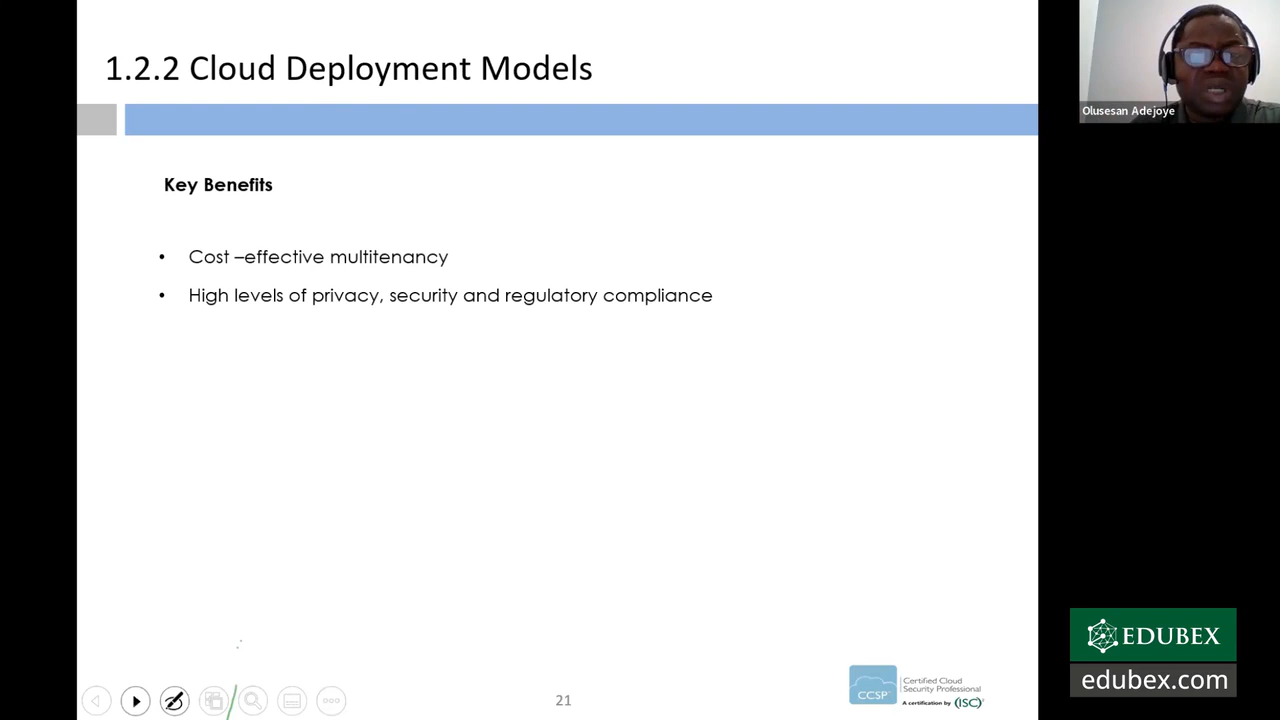 1.2.2 Cloud Deployment Models
Olusesan Adejoye
Key Benefits
• Cost –effective multitenancy
• High levels of privacy, security and regulatory compliance
EDUBEX
edubex.com
21
CCSP
Certified Cloud
Security Professional
A certification by (ISC)²